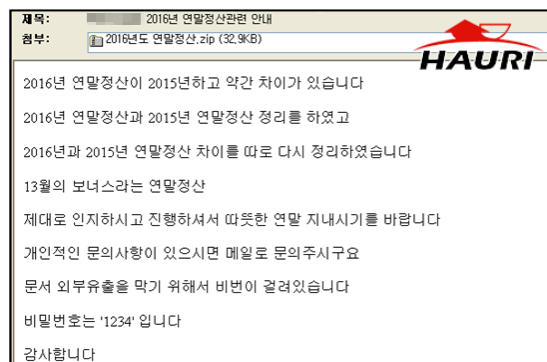 제목: 2016년 연말정산관련 안내
첨부: 2016년도 연말정산.zip (32.9KB)
HAURI
2016년 연말정산이 2015년하고 약간 차이가 있습니다
2016년 연말정산과 2015년 연말정산 정리를 하였고
2016년과 2015년 연말정산 차이를 따로 다시 정리하였습니다
13월의 보너스라는 연말정산
제대로 인지하시고 진행하셔서 따뜻한 연말 지내시기를 바랍니다
개인적인 문의사항이 있으시면 메일로 문의주시구요
문서 외부유출을 막기 위해서 비번이 걸려있습니다
비밀번호는 '1234' 입니다
감사합니다